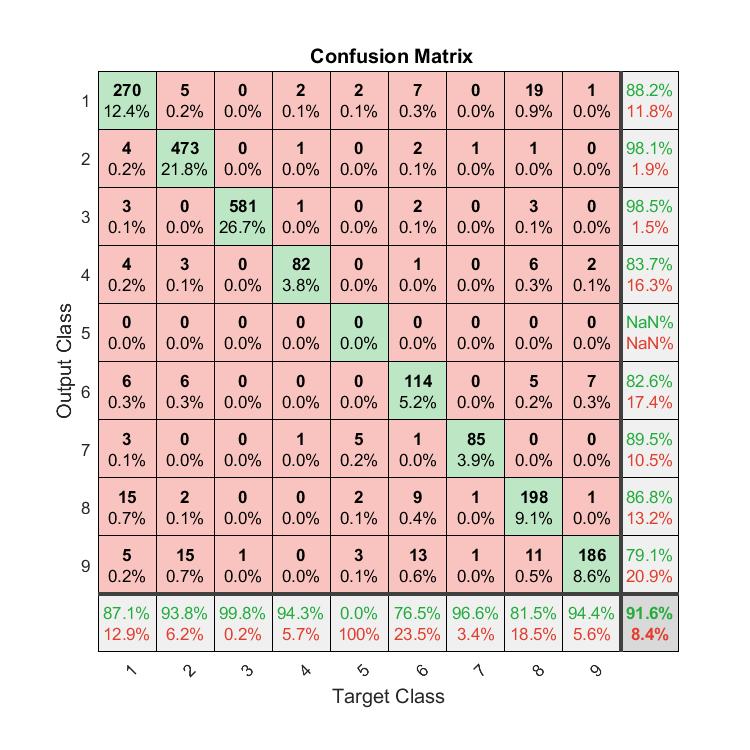 Confusion Matrix
270 5 0 2 2 7 0 19 1 88.2%
12.4% 0.2% 0.0% 0.1% 0.1% 0.3% 0.0% 0.9% 0.0% 11.8%
1
4 473 0 1 0 2 1 1 0 98.1%
0.2% 21.8% 0.0% 0.0% 0.0% 0.1% 0.0% 0.0% 0.0% 1.9%
2
3 0 581 1 0 2 0 3 0 98.5%
0.1% 0.0% 26.7% 0.0% 0.0% 0.1% 0.0% 0.1% 0.0% 1.5%
3
4 3 0 82 0 1 0 6 2 83.7%
0.2% 0.1% 0.0% 3.8% 0.0% 0.0% 0.0% 0.3% 0.1% 16.3%
4
0 0 0 0 0 0 0 0 0 NaN%
0.0% 0.0% 0.0% 0.0% 0.0% 0.0% 0.0% 0.0% 0.0% NaN%
5
6 6 0 0 0 114 0 5 7 82.6%
0.3% 0.3% 0.0% 0.0% 0.0% 5.2% 0.0% 0.2% 0.3% 17.4%
6
3 0 0 1 5 1 85 0 0 89.5%
0.1% 0.0% 0.0% 0.0% 0.2% 0.0% 3.9% 0.0% 0.0% 10.5%
7
15 2 0 0 2 9 1 198 1 86.8%
0.7% 0.1% 0.0% 0.0% 0.1% 0.4% 0.0% 9.1% 0.0% 13.2%
8
5 15 1 0 3 13 1 11 186 79.1%
0.2% 0.7% 0.0% 0.0% 0.1% 0.6% 0.0% 0.5% 8.6% 20.9%
9
87.1% 93.8% 99.8% 94.3% 0.0% 76.5% 96.6% 81.5% 94.4% 91.6%
12.9% 6.2% 0.2% 5.7% 100% 23.5% 3.4% 18.5% 5.6% 8.4%
1 2 3 4 5 6 7 8 9
Target Class
Output Class